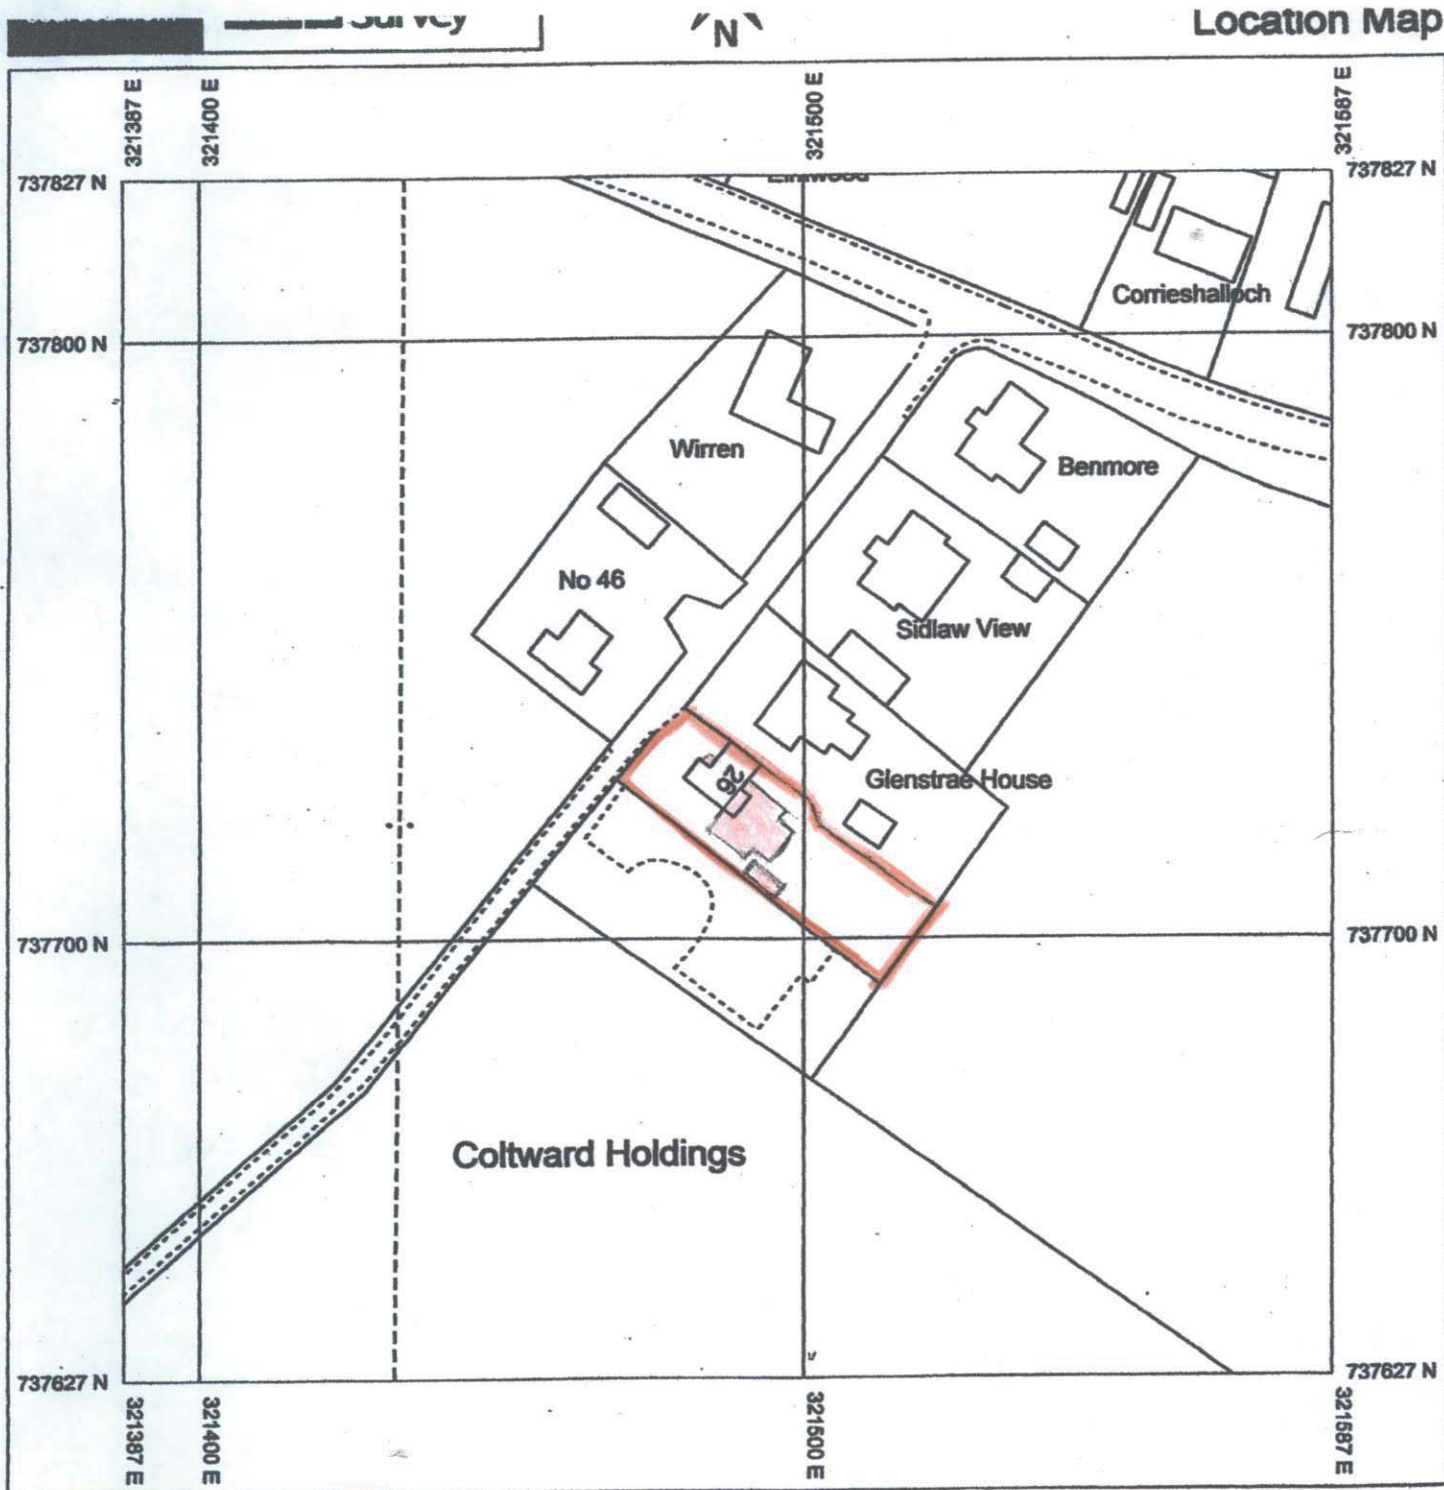 Survey
N
Location Map
321387 E
321400 E
321500 E
321587 E
737827 N
737827 N
Corrieshalloch
737800 N
737800 N
Wirren
Benmore
No 46
Sidlaw View
26
Glenstrae House
737700 N
737700 N
Coltward Holdings
737627 N
737627 N
321387 E
321400 E
321500 E
321587 E